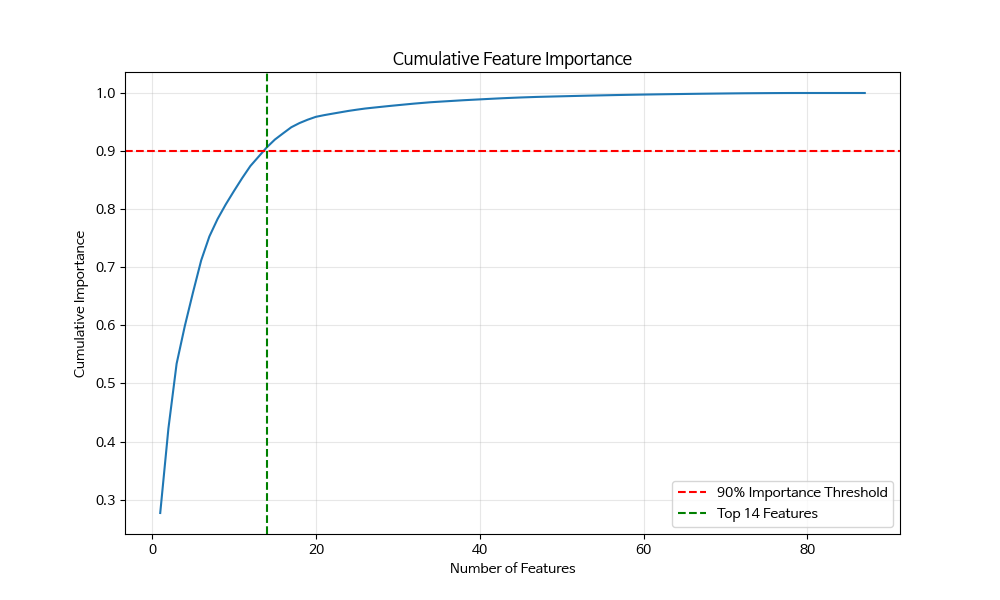 Cumulative Feature Importance
1.0
0.9
0.8
0.7
0.6
0.5
0.4
0.3
Cumulative Importance
0 20 40 60 80
Number of Features
90% Importance Threshold
Top 14 Features